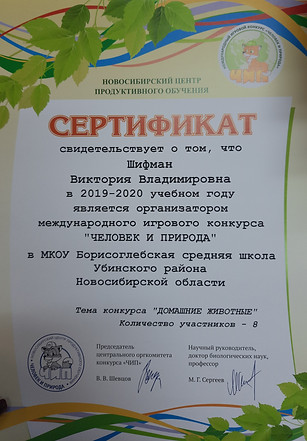 НОВОСИБИРСКИЙ ЦЕНТР
ПРОДУКТИВНОГО ОБУЧЕНИЯ
СЕРТИФИКАТ
свидетельствует о том, что
Шифман
Виктория Владимировна
в 2019-2020 учебном году
является организатором
международного игрового конкурса
"ЧЕЛОВЕК И ПРИРОДА"
в МКОУ Борисоглебская средняя школа
Убинского района
Новосибирской области
Тема конкурса "ДОМАШНИЕ ЖИВОТНЫЕ"
Количество участников - 8
Председатель
центрального оргкомитета
конкурса «ЧИП»
В. В. Шевцов
Научный руководитель,
доктор биологических наук,
профессор
М. Г. Сергеев
ЧЕЛОВЕК И ПРИРОДА